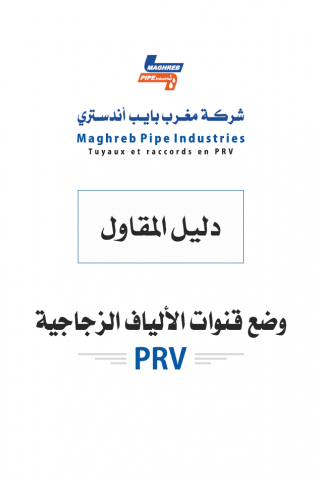 MAGHREB
PIPE Industries
شركة مغرب بايب أندستري
Maghreb Pipe Industries
Tuyaux et raccords en PRV
دليل المقاول
وضع قنوات الألياف الزجاجية
PRV